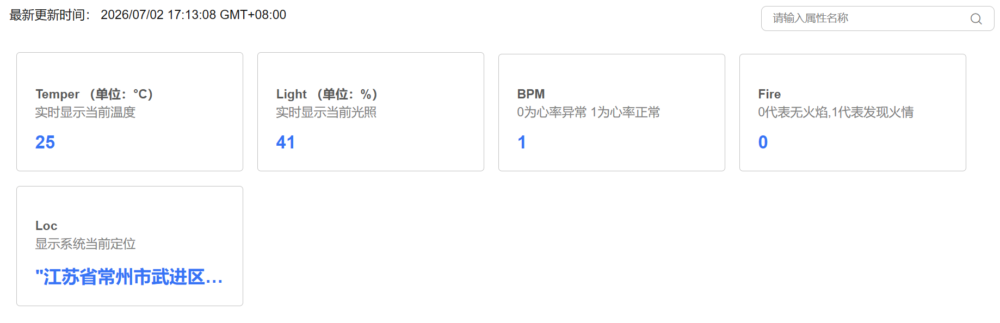 最新更新时间： 2026/07/02 17:13:08 GMT+08:00
请输入属性名称
Temper （单位：°C）
实时显示当前温度
25
Light （单位：%）
实时显示当前光照
41
BPM
0为心率异常 1为心率正常
1
Fire
0代表无火焰,1代表发现火情
0
Loc
显示系统当前定位
"江苏省常州市武进区...